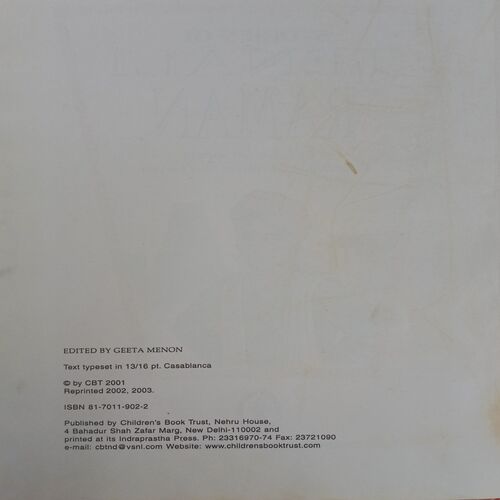 EDITED BY GEETA MENON
Text typeset in 13/16 pt. Casablanca
© by CBT 2001
Reprinted 2002, 2003.
ISBN 81-7011-902-2
Published by Children's Book Trust, Nehru House,
4 Bahadur Shah Zafar Marg, New Delhi-110002 and
printed at its Indraprastha Press. Ph: 23316970-74 Fax: 23721090
e-mail: cbtnd@vsnl.com Website: www.childrensbooktrust.com